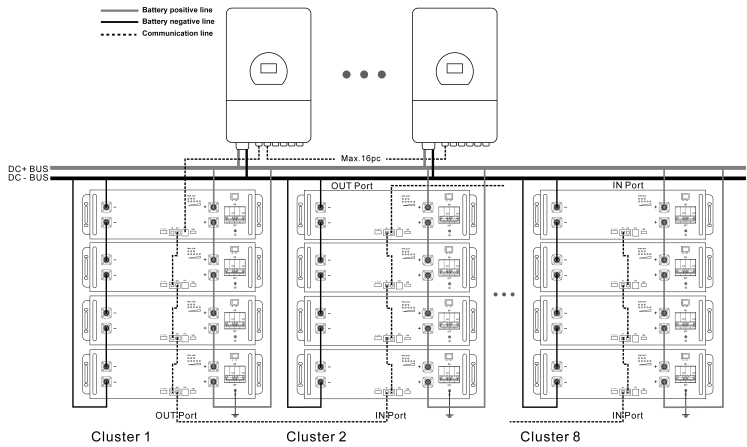 Battery positive line
Battery negative line
Communication line
Max.16pc
DC+ BUS
DC - BUS
OUT Port
IN Port
OUT Port
IN Port
IN Port
Cluster 1
Cluster 2
Cluster 8